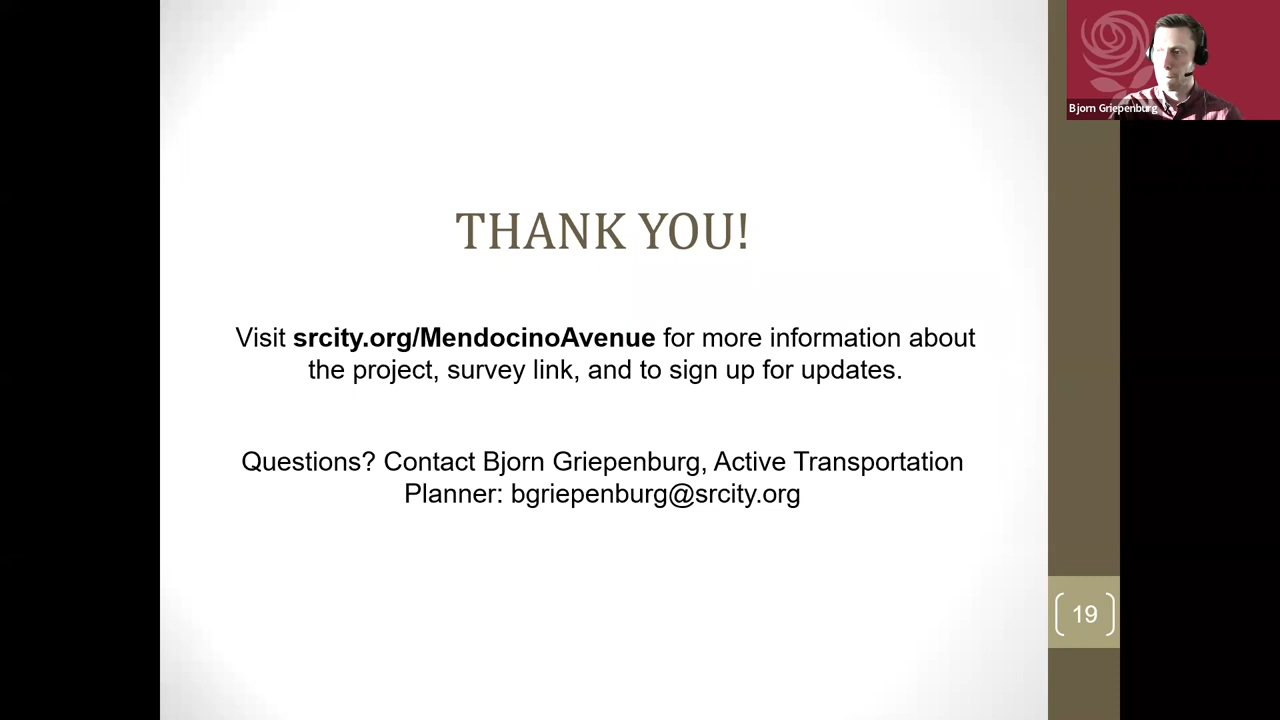 Bjorn Griepenburg
THANK YOU!
Visit srcity.org/MendocinoAvenue for more information about
the project, survey link, and to sign up for updates.
Questions? Contact Bjorn Griepenburg, Active Transportation
Planner: bgriepenburg@srcity.org
19